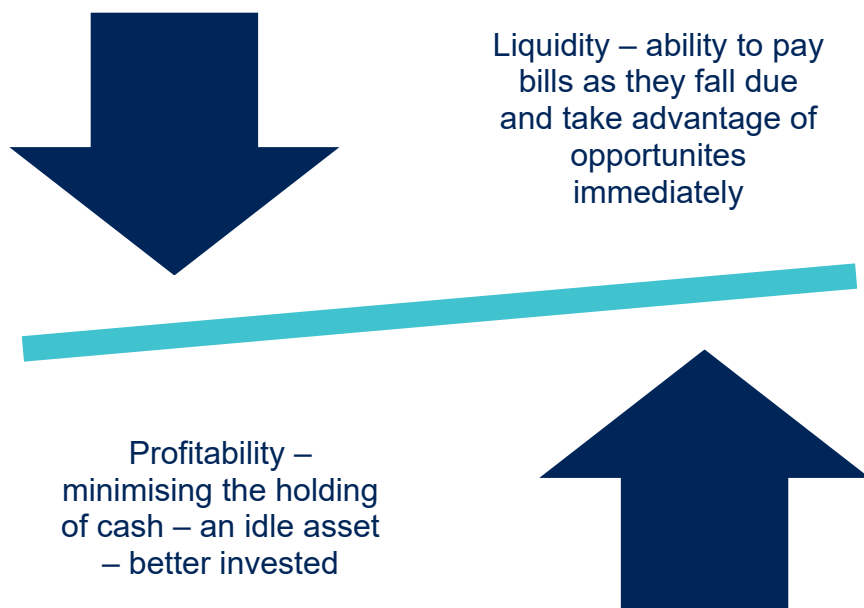 Liquidity – ability to pay
bills as they fall due
and take advantage of
opportunites
immediately
Profitability –
minimising the holding
of cash – an idle asset
– better invested